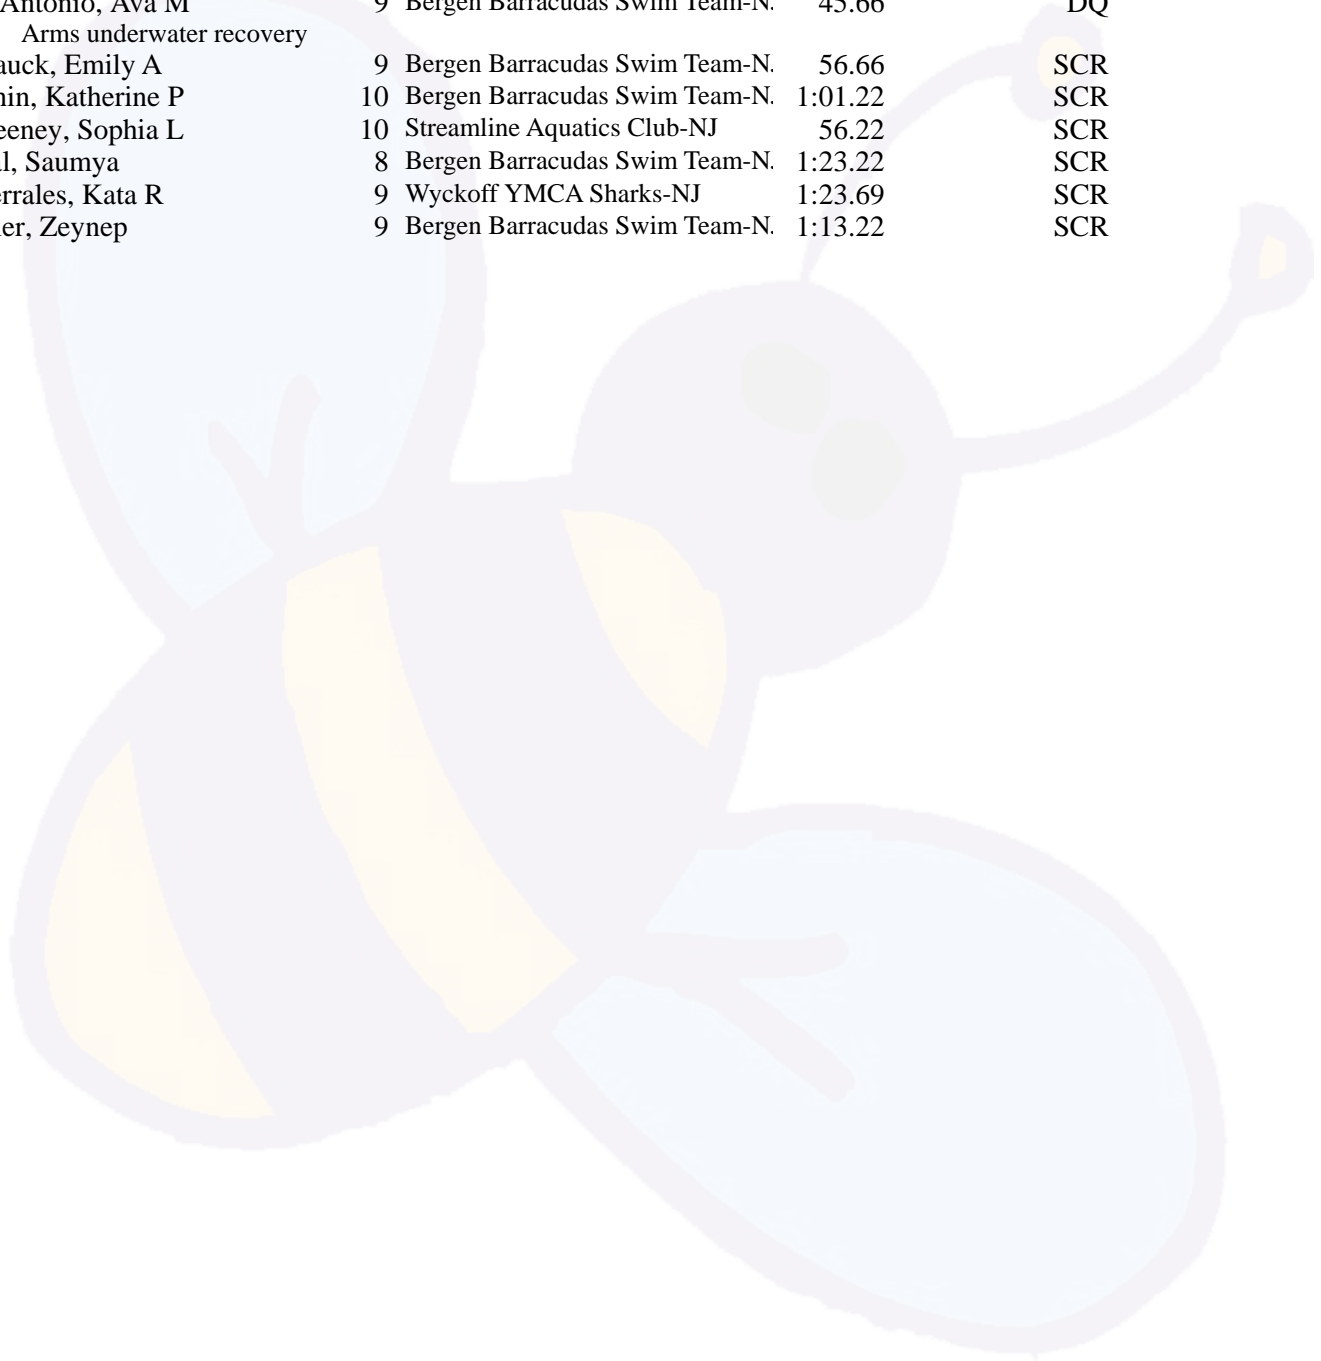 Antonio, Ava M 9 Bergen Barracudas Swim Team-N. 45.66 DQ
Arms underwater recovery
auck, Emily A 9 Bergen Barracudas Swim Team-N. 56.66 SCR
nin, Katherine P 10 Bergen Barracudas Swim Team-N. 1:01.22 SCR
eeney, Sophia L 10 Streamline Aquatics Club-NJ 56.22 SCR
al, Saumya 8 Bergen Barracudas Swim Team-N. 1:23.22 SCR
errales, Kata R 9 Wyckoff YMCA Sharks-NJ 1:23.69 SCR
er, Zeynep 9 Bergen Barracudas Swim Team-N. 1:13.22 SCR